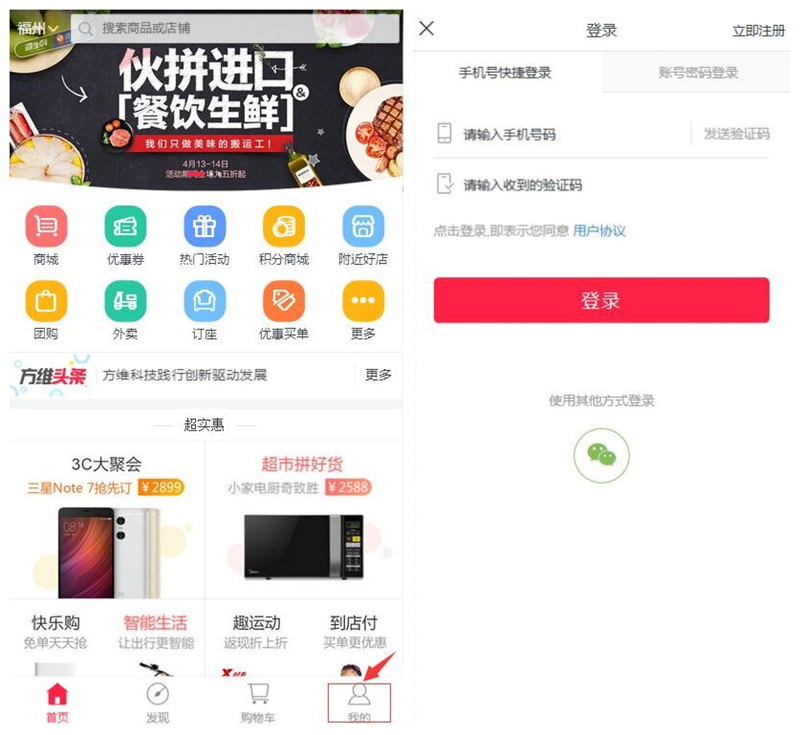 福州
搜索商品或店铺
伙拼进口
「餐饮生鲜」&
我们只做美味的搬运工！
4月13-14日
商城
优惠券
热门活动
积分商城
附近好店
团购
外卖
订座
优惠买单
更多
方维头条
方维科技践行创新驱动发展
更多
超实惠
3C大聚会
三星Note 7抢先订 ¥2899
超市拼好货
小家电厨奇致胜 ¥2588
08:16
Midea
快乐购
免单天天抢
智能生活
让出行更智能
趣运动
返现折上折
到店付
买单更优惠
首页
发现
购物车
我的
登录
立即注册
手机号快捷登录
账号密码登录
请输入手机号码
发送验证码
请输入收到的验证码
点击登录,即表示您同意 用户协议
登录
使用其他方式登录